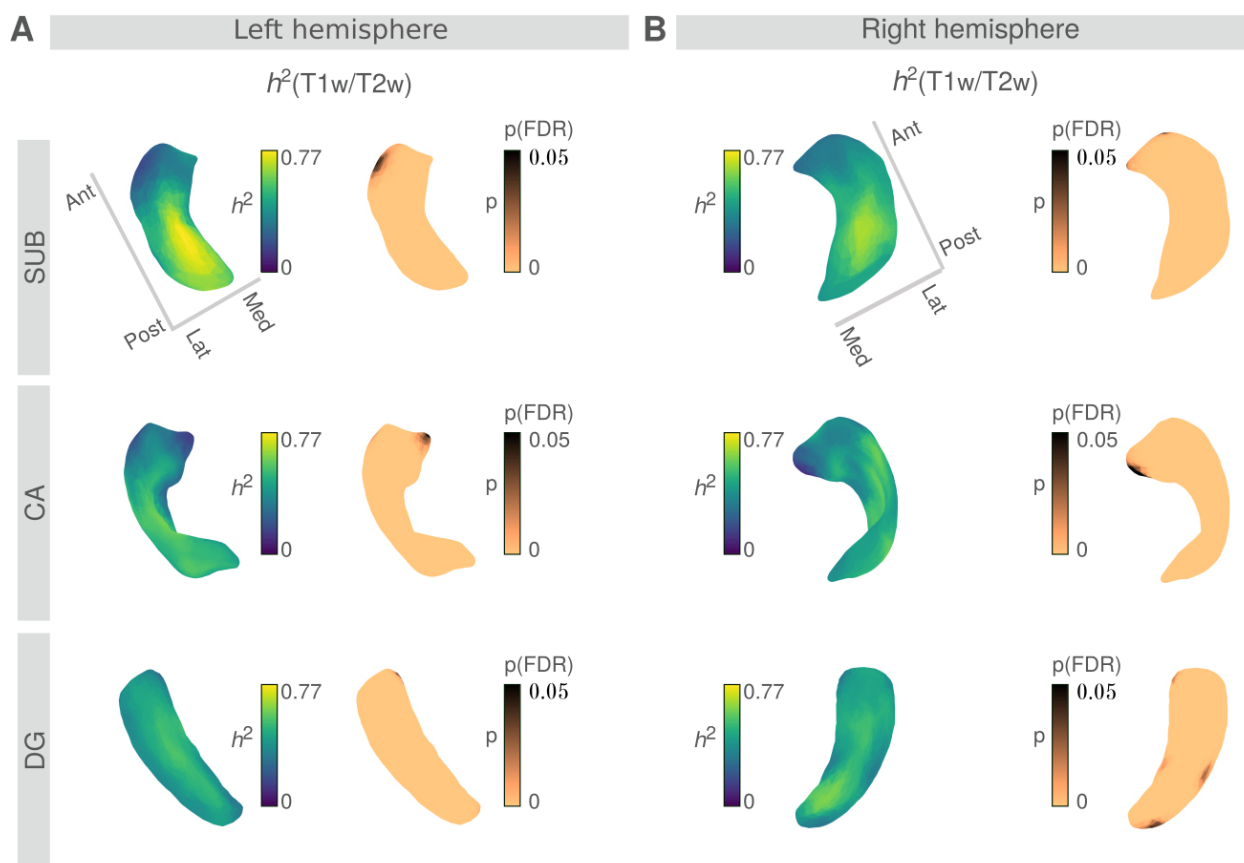 A
Left hemisphere
B
Right hemisphere
h²(T1w/T2w)
h²(T1w/T2w)
SUB
Ant
Post
Lat
Med
h²
0.77
0
p(FDR)
p
0.05
0
h²
0.77
0
Ant
Post
Lat
Med
p(FDR)
p
0.05
0
CA
h²
0.77
0
p(FDR)
p
0.05
0
h²
0.77
0
p(FDR)
p
0.05
0
DG
h²
0.77
0
p(FDR)
p
0.05
0
h²
0.77
0
p(FDR)
p
0.05
0